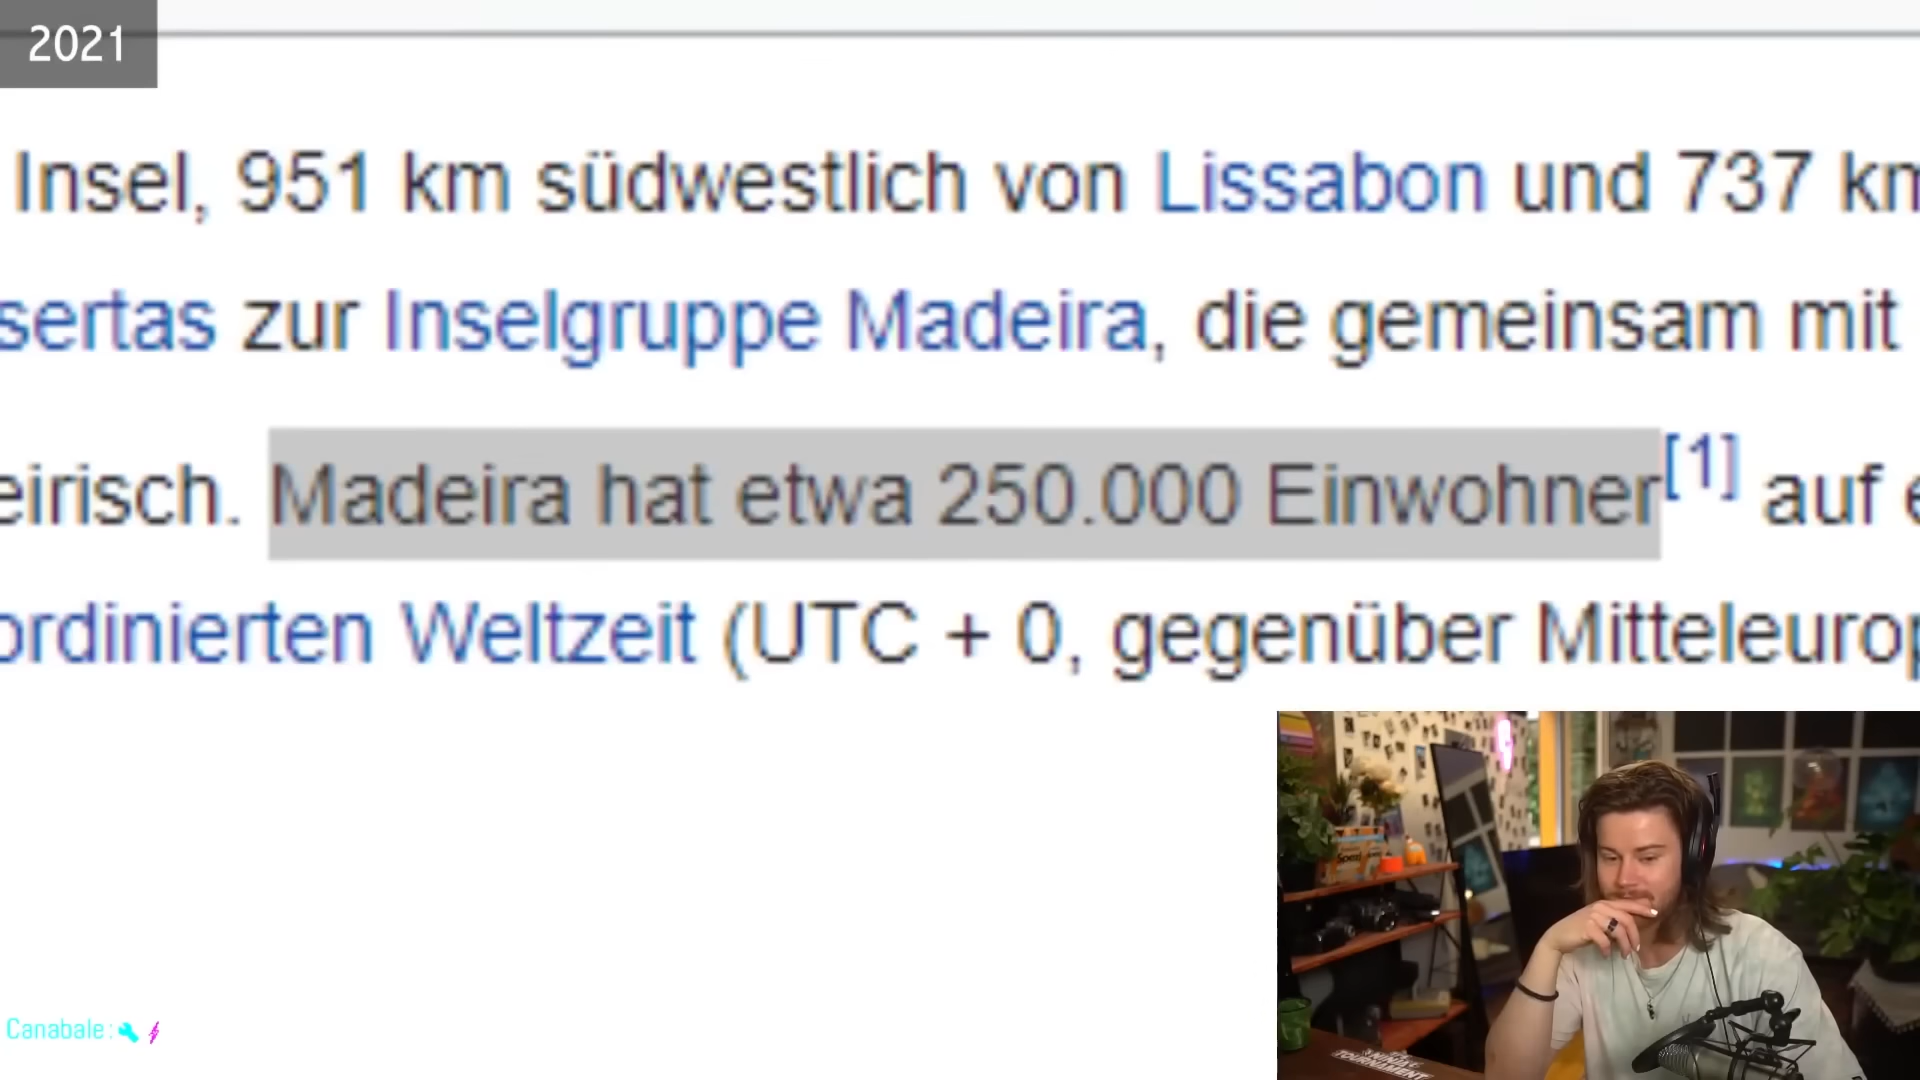 2021
Insel, 951 km südwestlich von Lissabon und 737 km
sertas zur Inselgruppe Madeira, die gemeinsam mit
eirisch. Madeira hat etwa 250.000 Einwohner[1] auf e
ordinierten Weltzeit (UTC + 0, gegenüber Mitteleurop
Canabale:
TOURNAMENT